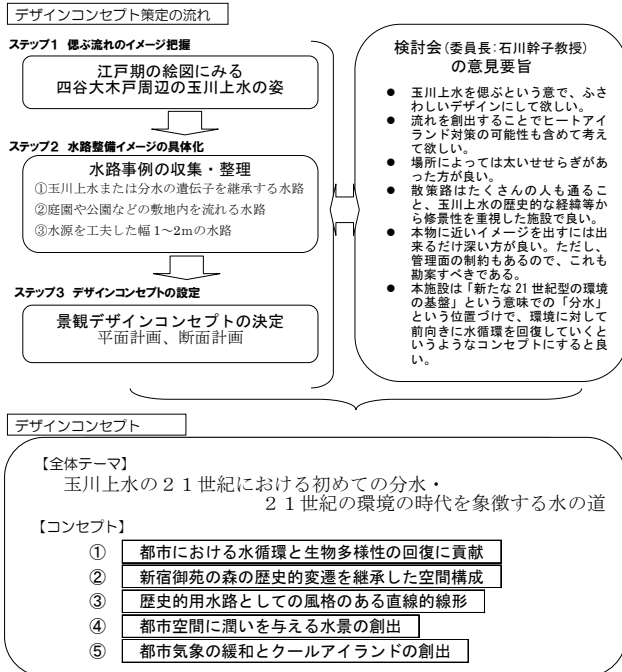 デザインコンセプト策定の流れ
ステップ1 偲ぶ流れのイメージ把握
江戸期の絵図にみる
四谷大木戸周辺の玉川上水の姿
ステップ2 水路整備イメージの具体化
水路事例の収集・整理
①玉川上水または分水の遺伝子を継承する水路
②庭園や公園などの敷地内を流れる水路
③水源を工夫した幅1～2mの水路
ステップ3 デザインコンセプトの設定
景観デザインコンセプトの決定
平面計画、断面計画
検討会(委員長:石川幹子教授)
の意見要旨
● 玉川上水を偲ぶという意で、ふさ
わしいデザインにして欲しい。
● 流れを創出することでヒートアイ
ランド対策の可能性も含めて考え
て欲しい。
● 場所によっては太いせせらぎがあ
った方が良い。
● 散策路はたくさんの人も通るこ
と、玉川上水の歴史的な経緯等か
ら修景性を重視した施設で良い。
● 本物に近いイメージを出すには出
来るだけ深い方が良い。ただし、
管理面の制約もあるので、これも
勘案すべきである。
● 本施設は「新たな21世紀型の環境
の基盤」という意味での「分水」
という位置づけで、環境に対して
前向きに水循環を回復していくと
いうようなコンセプトにすると良
い。
デザインコンセプト
【全体テーマ】
玉川上水の２１世紀における初めての分水・
２１世紀の環境の時代を象徴する水の道
【コンセプト】
① 都市における水循環と生物多様性の回復に貢献
② 新宿御苑の森の歴史的変遷を継承した空間構成
③ 歴史的用水路としての風格のある直線的線形
④ 都市空間に潤いを与える水景の創出
⑤ 都市気象の緩和とクールアイランドの創出